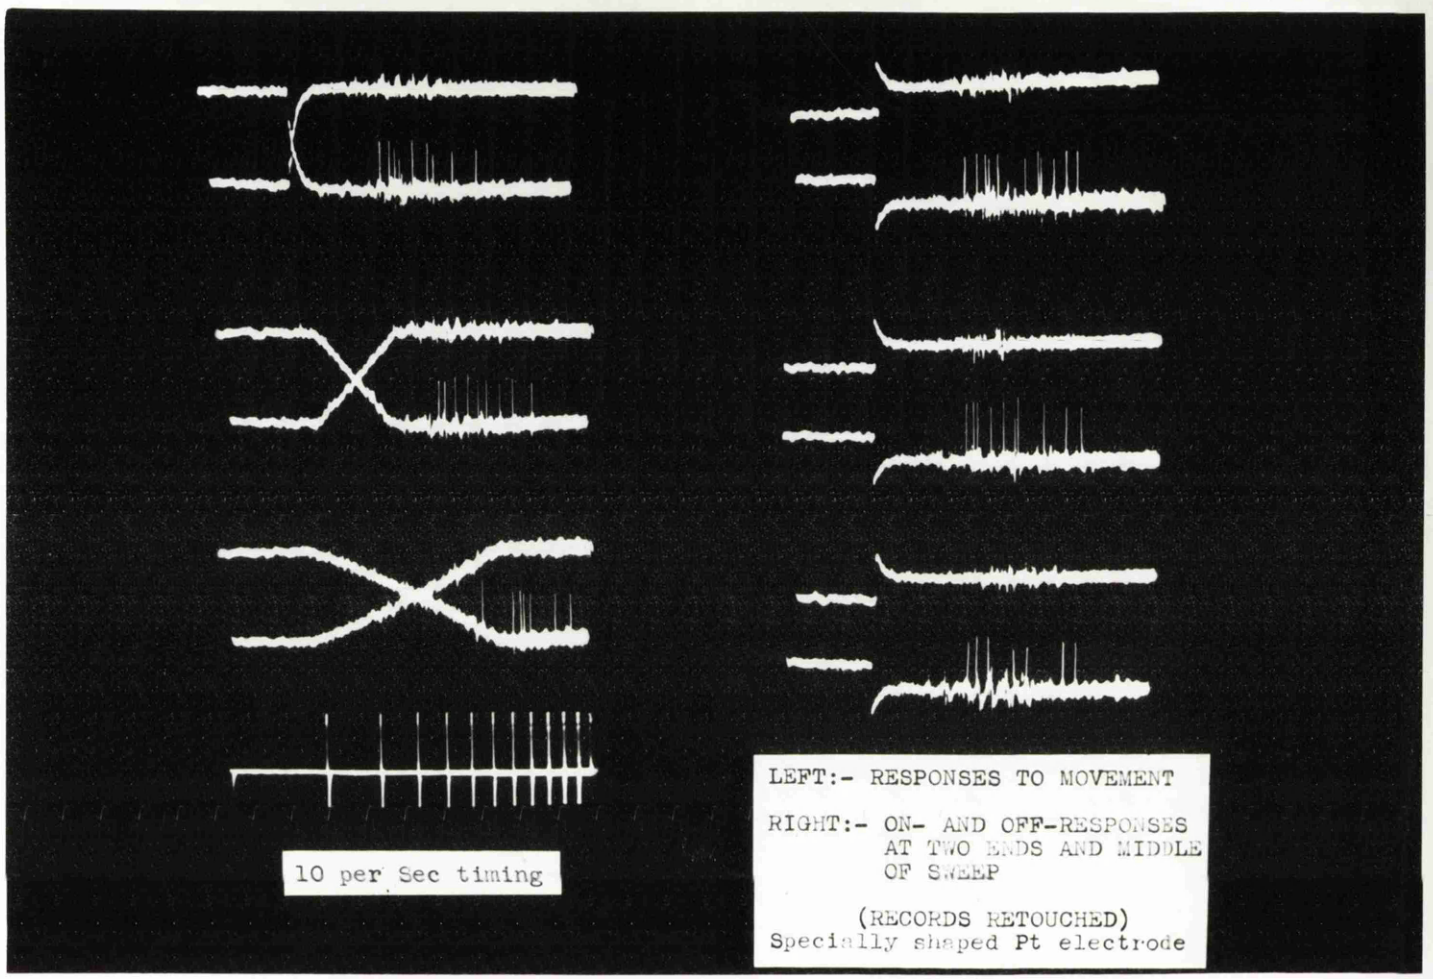 10 per Sec timing
LEFT:- RESPONSES TO MOVEMENT
RIGHT:- ON- AND OFF-RESPONSES
AT TWO ENDS AND MIDDLE
OF SWEEP
(RECORDS RETOUCHED)
Specially shaped Pt electrode